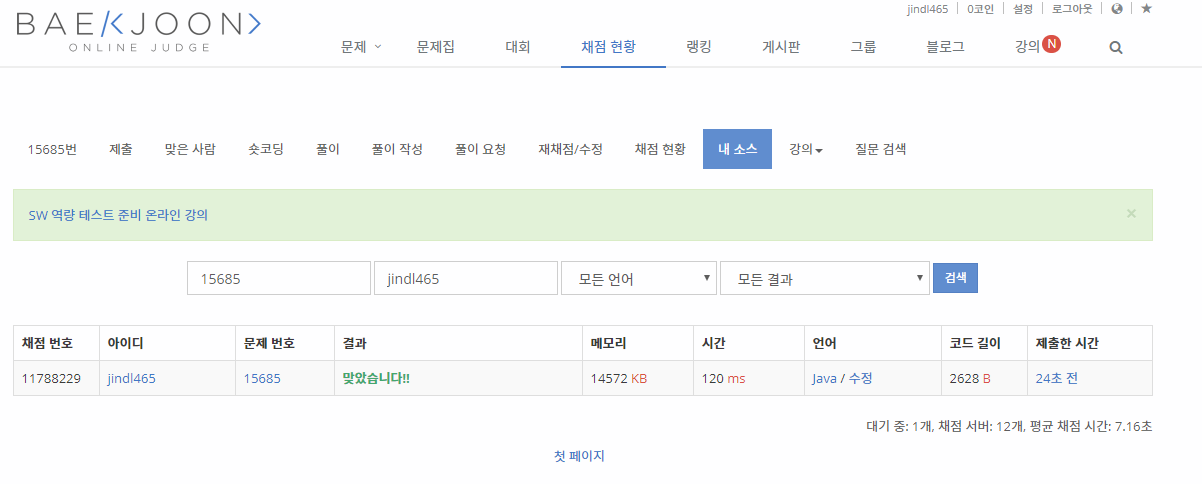 BAEKJOON>
ONLINE JUDGE
jindl465 | 0코인 | 설정 | 로그아웃 |
문제 문제집 대회 채점 현황 랭킹 게시판 그룹 블로그 강의 N
15685번 제출 맞은 사람 숏코딩 풀이 풀이 작성 풀이 요청 재채점/수정 채점 현황 내 소스 강의 질문 검색
SW 역량 테스트 준비 온라인 강의 ×
15685 jindl465 모든 언어 모든 결과 검색
채점 번호 아이디 문제 번호 결과 메모리 시간 언어 코드 길이 제출한 시간
11788229 jindl465 15685 맞았습니다!! 14572 KB 120 ms Java / 수정 2628 B 24초 전
대기 중: 1개, 채점 서버: 12개, 평균 채점 시간: 7.16초
첫 페이지